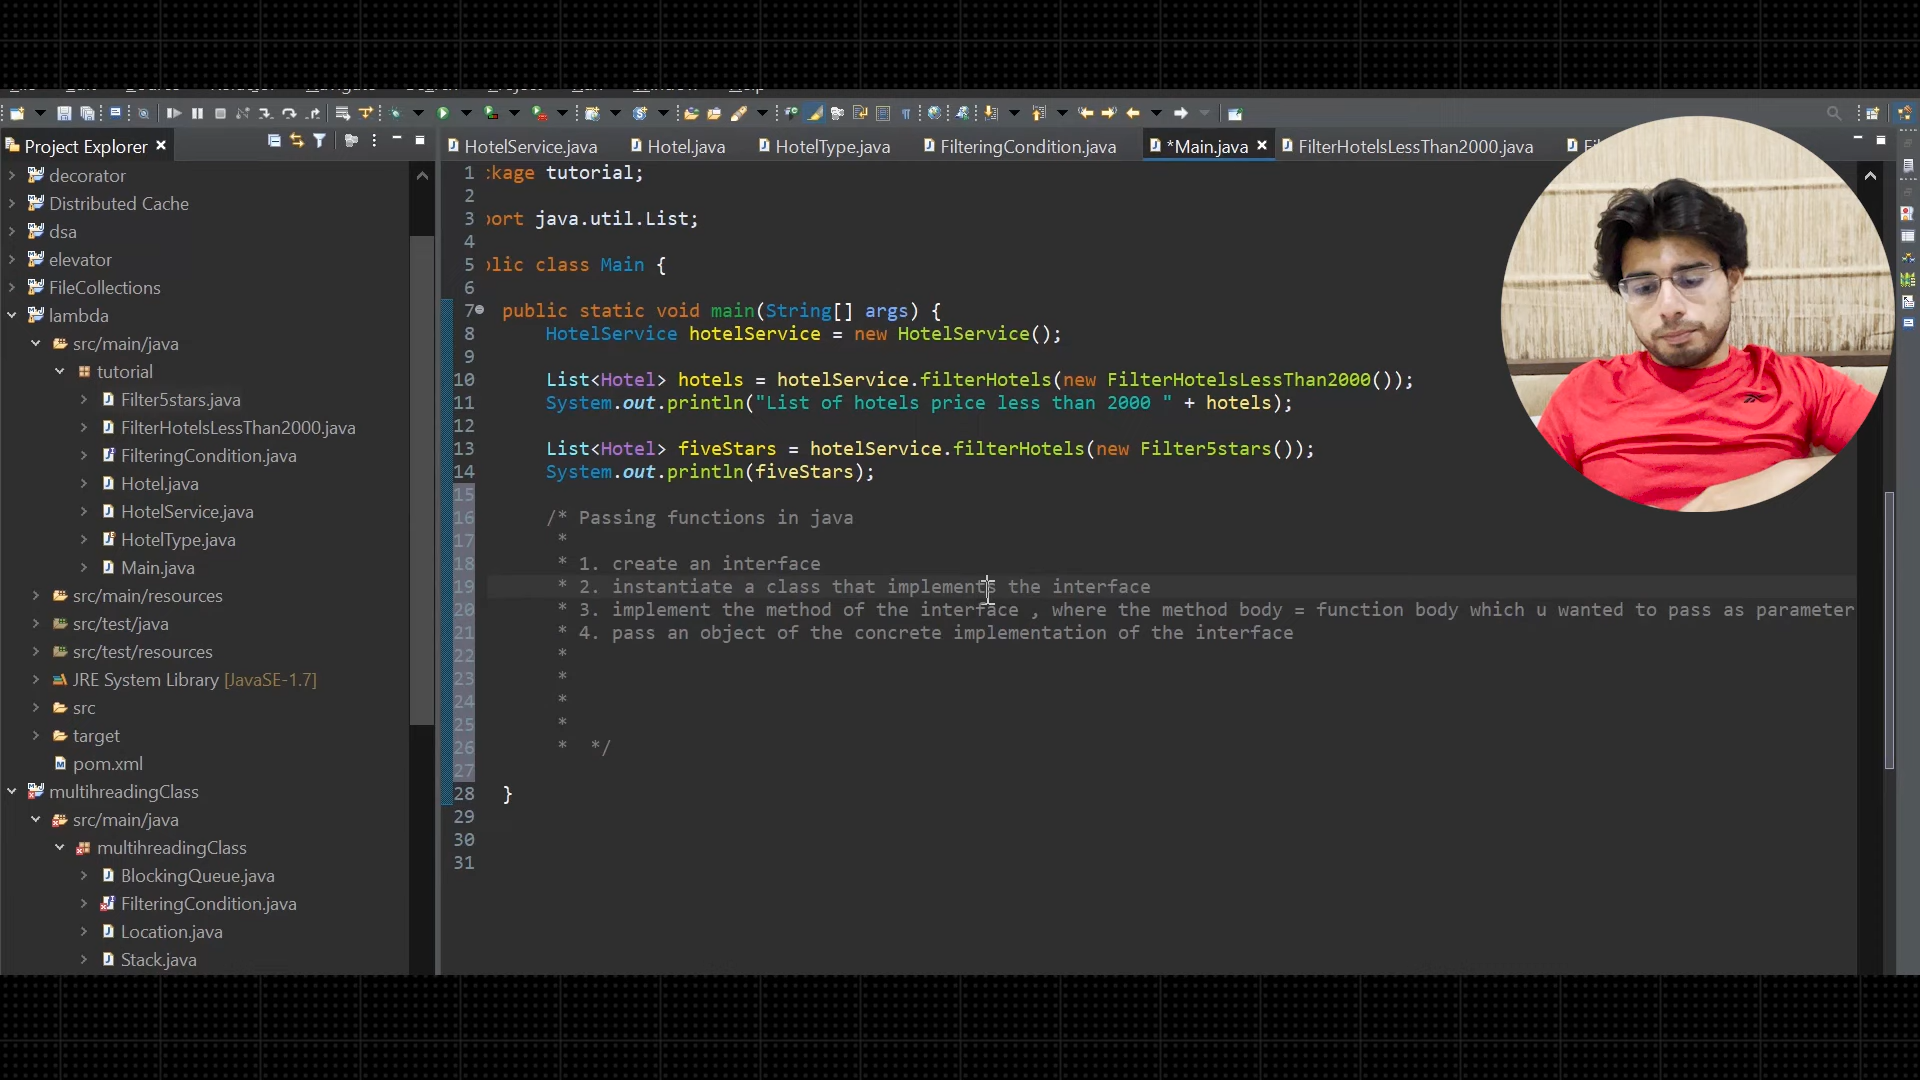 Project Explorer
HotelService.java
Hotel.java
HotelType.java
FilteringCondition.java
*Main.java
FilterHotelsLessThan2000.java
decorator
Distributed Cache
dsa
elevator
FileCollections
lambda
src/main/java
tutorial
Filter5stars.java
FilterHotelsLessThan2000.java
FilteringCondition.java
Hotel.java
HotelService.java
HotelType.java
Main.java
src/main/resources
src/test/java
src/test/resources
JRE System Library [JavaSE-1.7]
src
target
pom.xml
multihreadingClass
src/main/java
multihreadingClass
BlockingQueue.java
FilteringCondition.java
Location.java
Stack.java
1 kage tutorial;
2
3 ort java.util.List;
4
5 lic class Main {
6
7 public static void main(String[] args) {
8 HotelService hotelService = new HotelService();
9
10 List<Hotel> hotels = hotelService.filterHotels(new FilterHotelsLessThan2000());
11 System.out.println("List of hotels price less than 2000 " + hotels);
12
13 List<Hotel> fiveStars = hotelService.filterHotels(new Filter5stars());
14 System.out.println(fiveStars);
15
16 /* Passing functions in java
17 *
18 * 1. create an interface
19 * 2. instantiate a class that implements the interface
20 * 3. implement the method of the interface , where the method body = function body which u wanted to pass as parameter
21 * 4. pass an object of the concrete implementation of the interface
22 *
23 *
24 *
25 *
26 * */
27
28 }
29
30
31